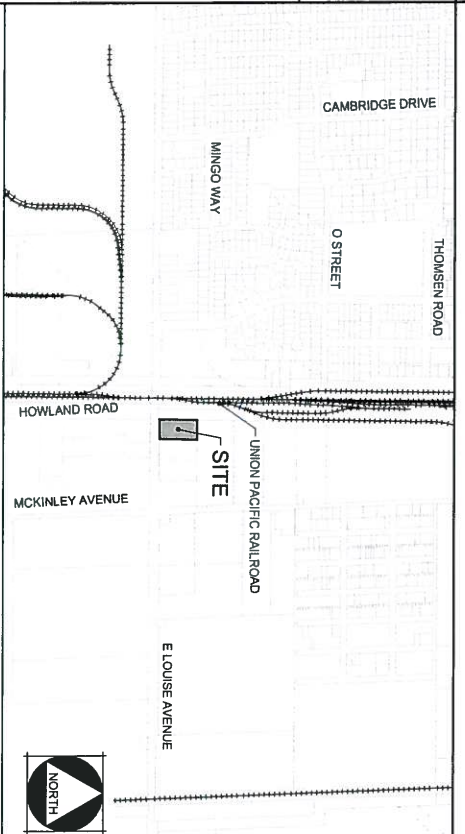 CAMBRIDGE DRIVE
MINGO WAY
O STREET
THOMSEN ROAD
HOWLAND ROAD
UNION PACIFIC RAILROAD
SITE
MCKINLEY AVENUE
E LOUISE AVENUE
NORTH